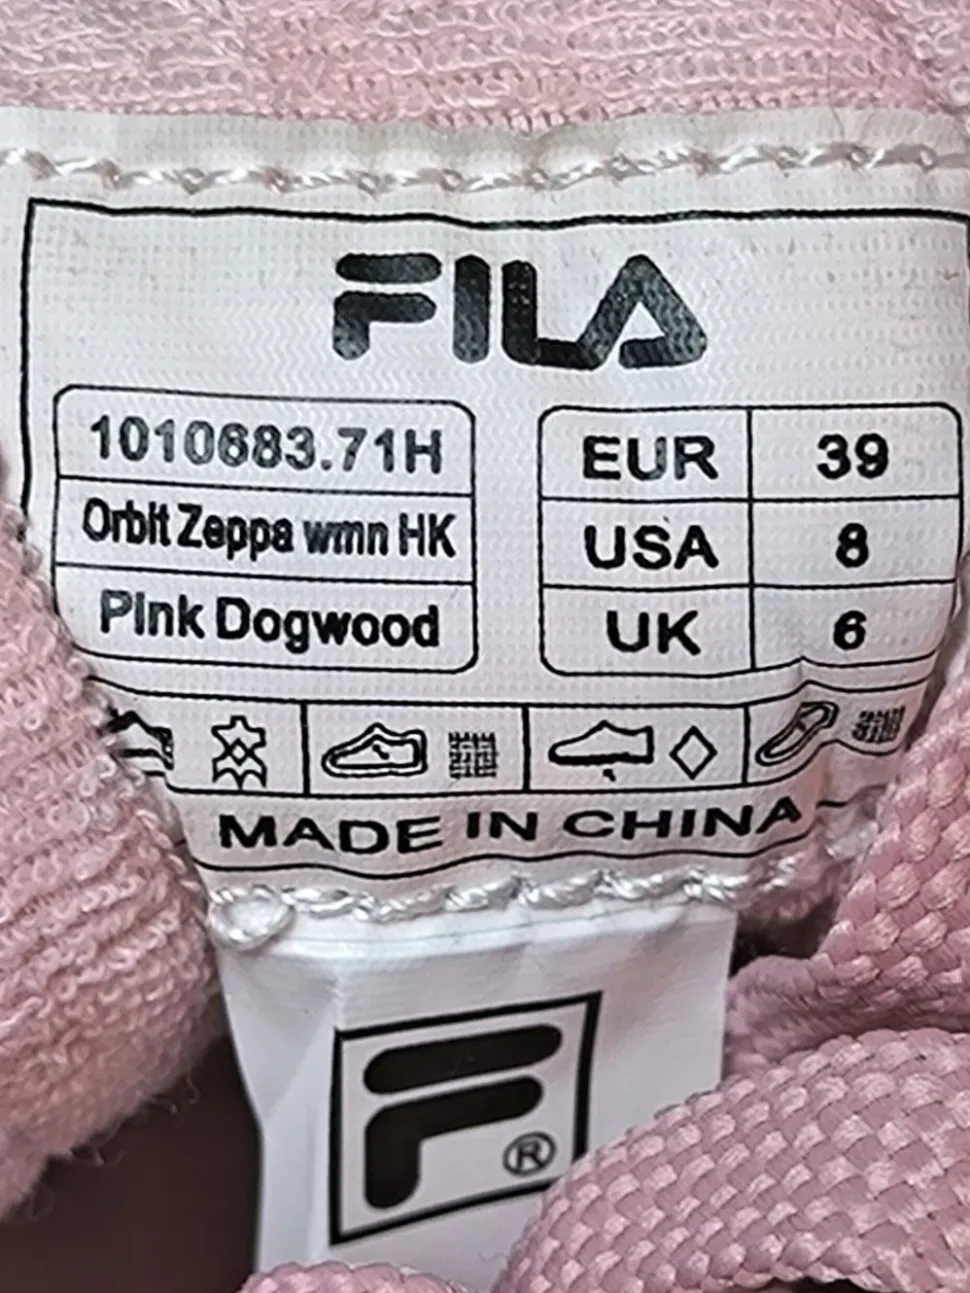 FILA
1010683.71H
Orbit Zeppa wmn HK
Pink Dogwood
EUR 39
USA 8
UK 6
MADE IN CHINA
F ®